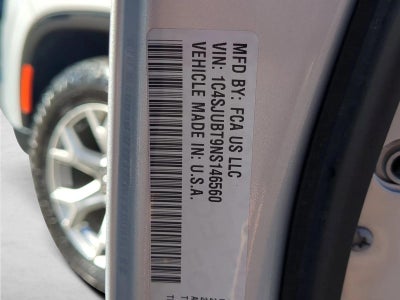 MFD BY: FCA US LLC
VIN: 1C4SJUBT9NS146560
VEHICLE MADE IN: U.S.A.